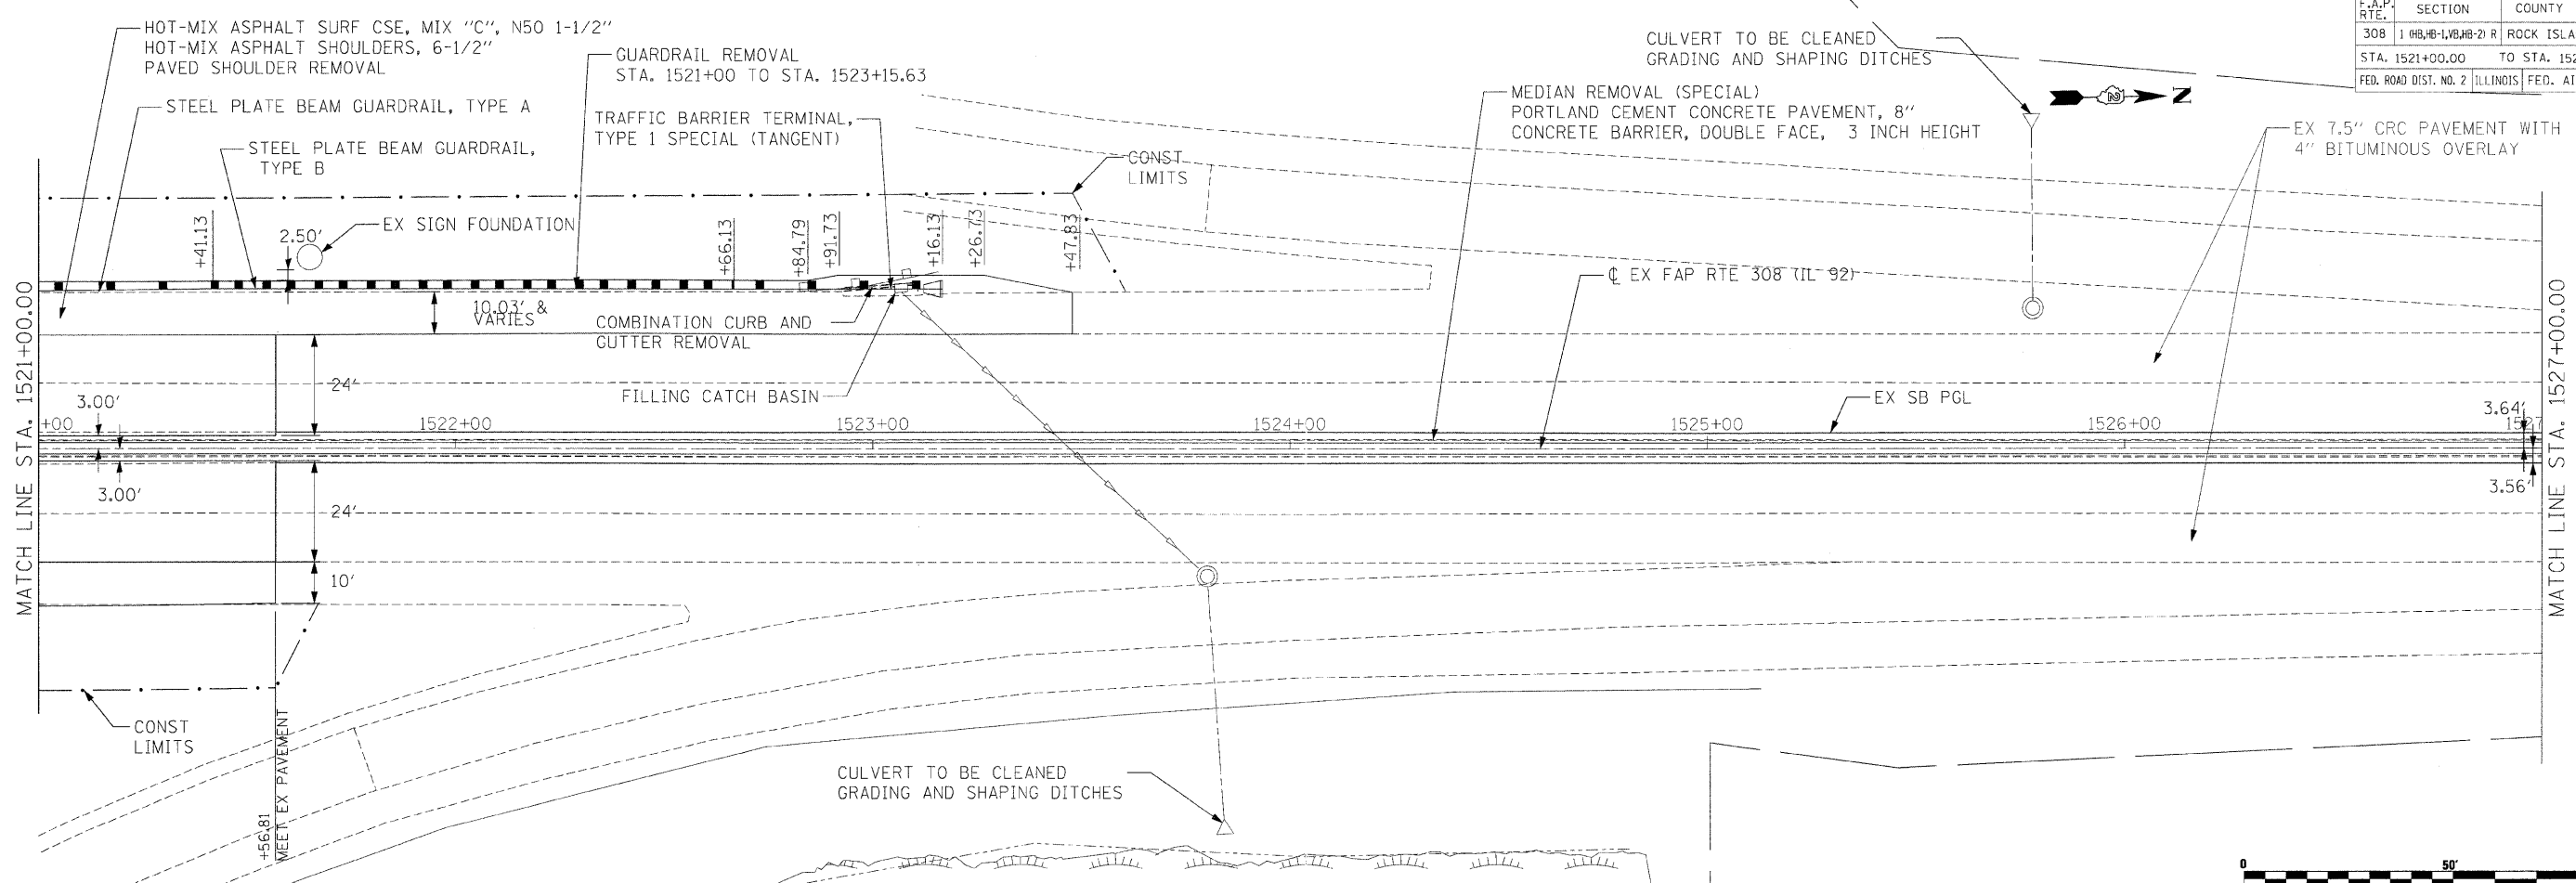 HOT-MIX ASPHALT SURF CSE, MIX "C", N50 1-1/2"
HOT-MIX ASPHALT SHOULDERS, 6-1/2"
PAVED SHOULDER REMOVAL
STEEL PLATE BEAM GUARDRAIL, TYPE A
STEEL PLATE BEAM GUARDRAIL,
TYPE B
GUARDRAIL REMOVAL
STA. 1521+00 TO STA. 1523+15.63
TRAFFIC BARRIER TERMINAL,
TYPE 1 SPECIAL (TANGENT)
CONST
LIMITS
MEDIAN REMOVAL (SPECIAL)
PORTLAND CEMENT CONCRETE PAVEMENT, 8"
CONCRETE BARRIER, DOUBLE FACE, 3 INCH HEIGHT
CULVERT TO BE CLEANED
GRADING AND SHAPING DITCHES
N
F.A.P. RTE. SECTION COUNTY
308 1 (HB,HB-1,VB,HB-2) R ROCK ISLA
STA. 1521+00.00 TO STA. 152
FED. ROAD DIST. NO. 2 ILLINOIS FED. AI
EX 7.5" CRC PAVEMENT WITH
4" BITUMINOUS OVERLAY
EX SIGN FOUNDATION
2.50'
+41.13
+66.13
+84.79
+91.73
+16.13
+26.73
+47.83
10.03' &
VARIES
COMBINATION CURB AND
GUTTER REMOVAL
FILLING CATCH BASIN
℄ EX FAP RTE 308 (IL 92)
EX SB PGL
MATCH LINE STA. 1521+00.00
MATCH LINE STA. 1527+00.00
24'
3.00'
+00
1522+00
1523+00
1524+00
1525+00
1526+00
1527
3.64'
3.00'
3.56'
24'
10'
CONST
LIMITS
+56.81
MEET EX PAVEMENT
CULVERT TO BE CLEANED
GRADING AND SHAPING DITCHES
0 50'